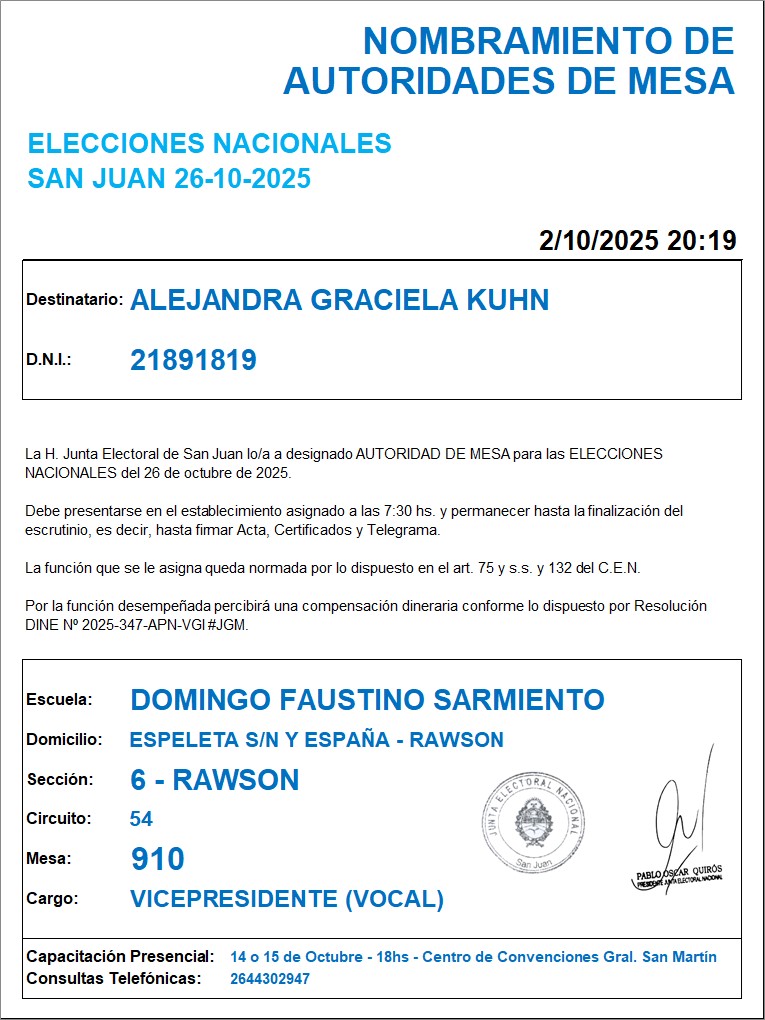 NOMBRAMIENTO DE
AUTORIDADES DE MESA
ELECCIONES NACIONALES
SAN JUAN 26-10-2025
2/10/2025 20:19
Destinatario: ALEJANDRA GRACIELA KUHN
D.N.I.: 21891819
La H. Junta Electoral de San Juan lo/a a designado AUTORIDAD DE MESA para las ELECCIONES
NACIONALES del 26 de octubre de 2025.
Debe presentarse en el establecimiento asignado a las 7:30 hs. y permanecer hasta la finalización del
escrutinio, es decir, hasta firmar Acta, Certificados y Telegrama.
La función que se le asigna queda normada por lo dispuesto en el art. 75 y s.s. y 132 del C.E.N.
Por la función desempeñada percibirá una compensación dineraria conforme lo dispuesto por Resolución
DINE Nº 2025-347-APN-VGI#JGM.
Escuela: DOMINGO FAUSTINO SARMIENTO
Domicilio: ESPELETA S/N Y ESPAÑA - RAWSON
Sección: 6 - RAWSON
Circuito: 54
Mesa: 910
Cargo: VICEPRESIDENTE (VOCAL)
JUNTA ELECTORAL NACIONAL
San Juan
PABLO OSCAR QUIRÓS
PRESIDENTE JUNTA ELECTORAL NACIONAL
Capacitación Presencial: 14 o 15 de Octubre - 18hs - Centro de Convenciones Gral. San Martín
Consultas Telefónicas: 2644302947